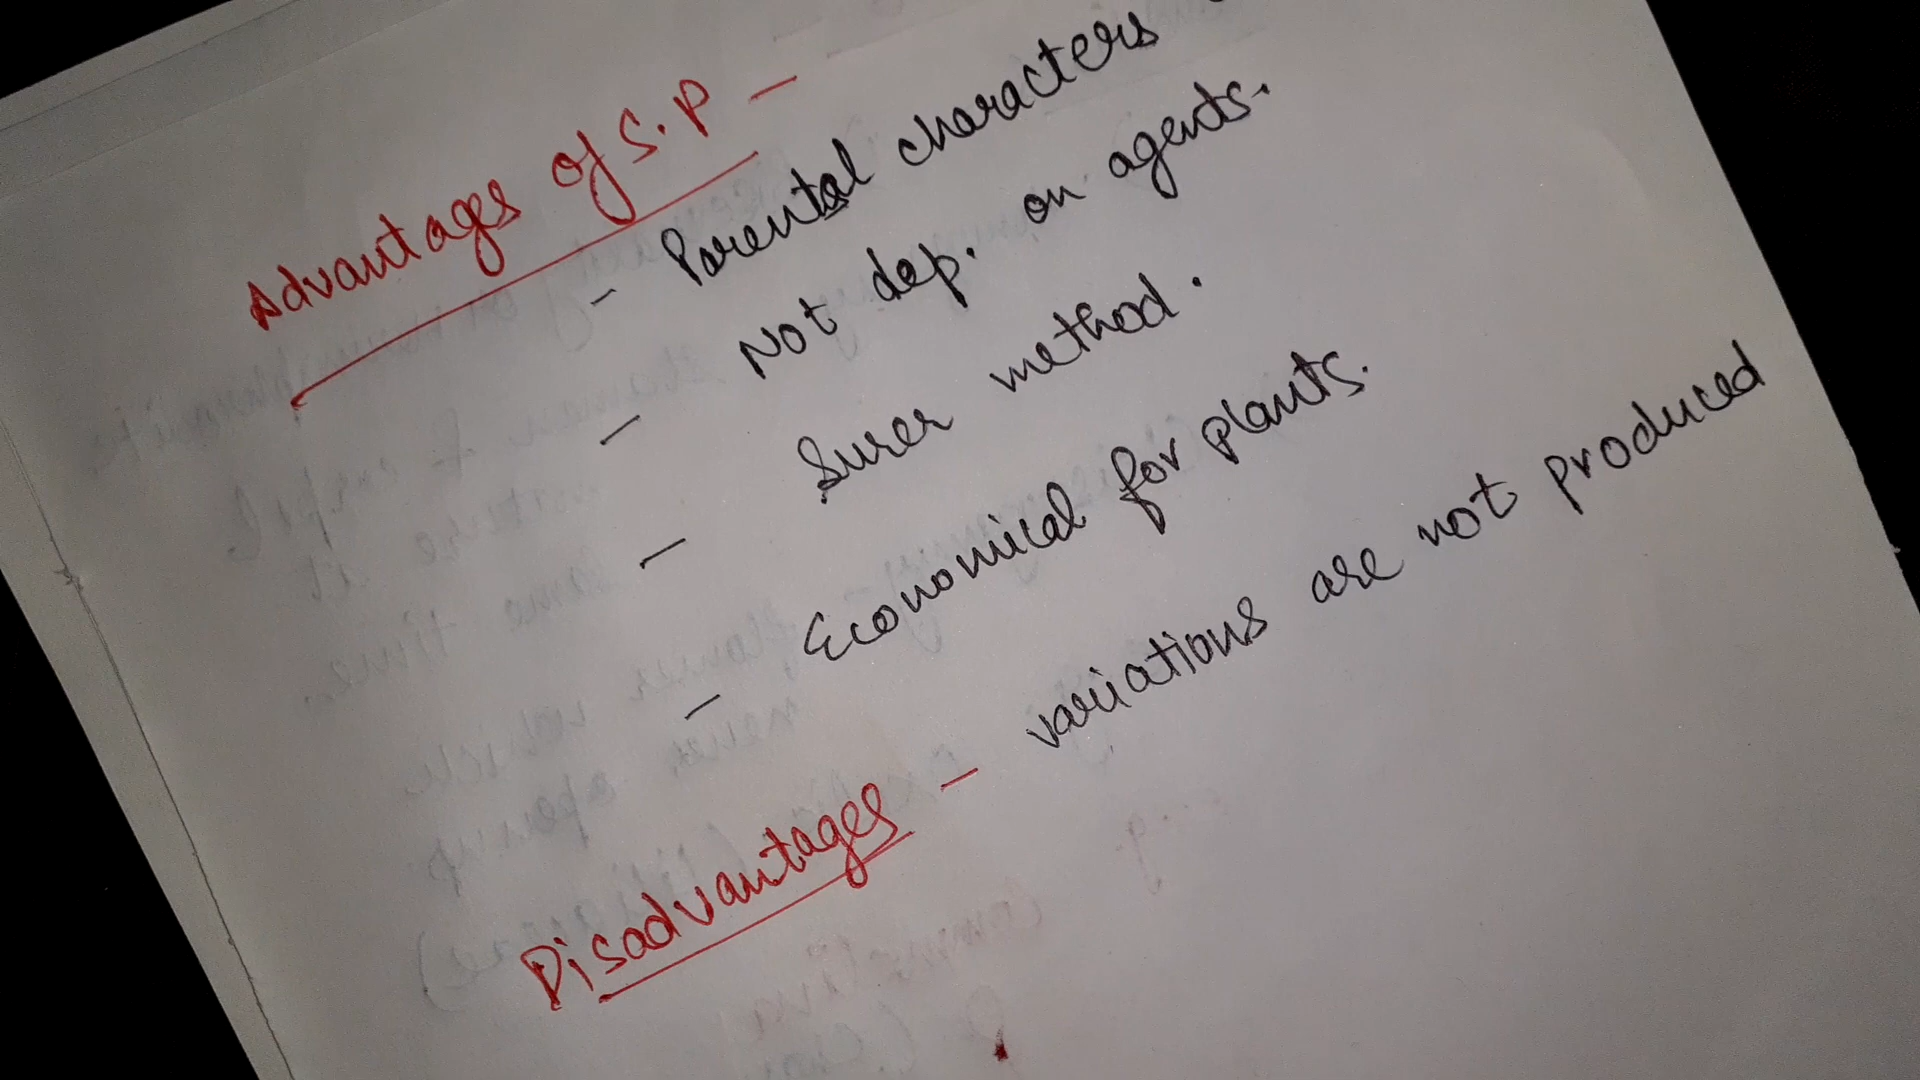 Advantages of S.P -
- Parental characters
- Not dep. on agents.
- Surer method.
- Economical for plants.
Disadvantages - variations are not produced